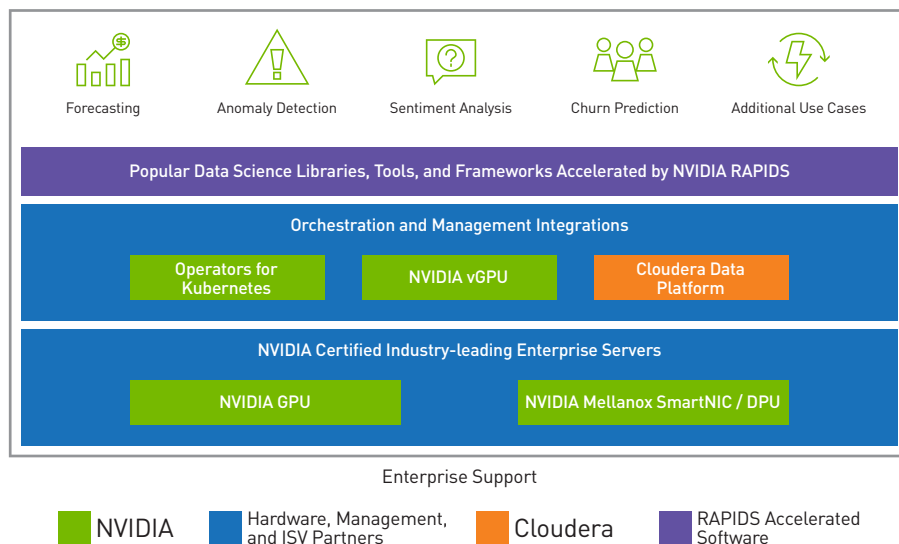 Forecasting
Anomaly Detection
Sentiment Analysis
Churn Prediction
Additional Use Cases
Popular Data Science Libraries, Tools, and Frameworks Accelerated by NVIDIA RAPIDS
Orchestration and Management Integrations
Operators for
Kubernetes
NVIDIA vGPU
Cloudera Data
Platform
NVIDIA Certified Industry-leading Enterprise Servers
NVIDIA GPU
NVIDIA Mellanox SmartNIC / DPU
Enterprise Support
NVIDIA
Hardware, Management,
and ISV Partners
Cloudera
RAPIDS Accelerated
Software